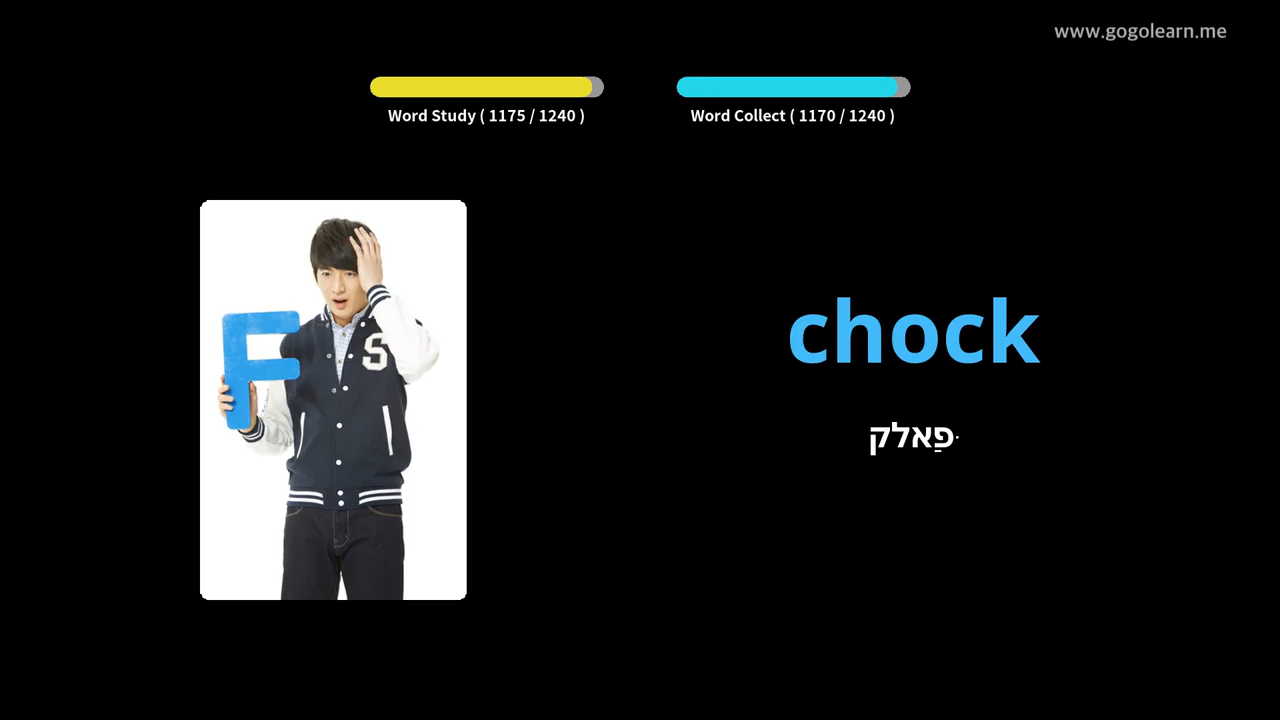 www.gogolearn.me
Word Study ( 1175 / 1240 )
Word Collect ( 1170 / 1240 )
F
S
chock
פַאלק